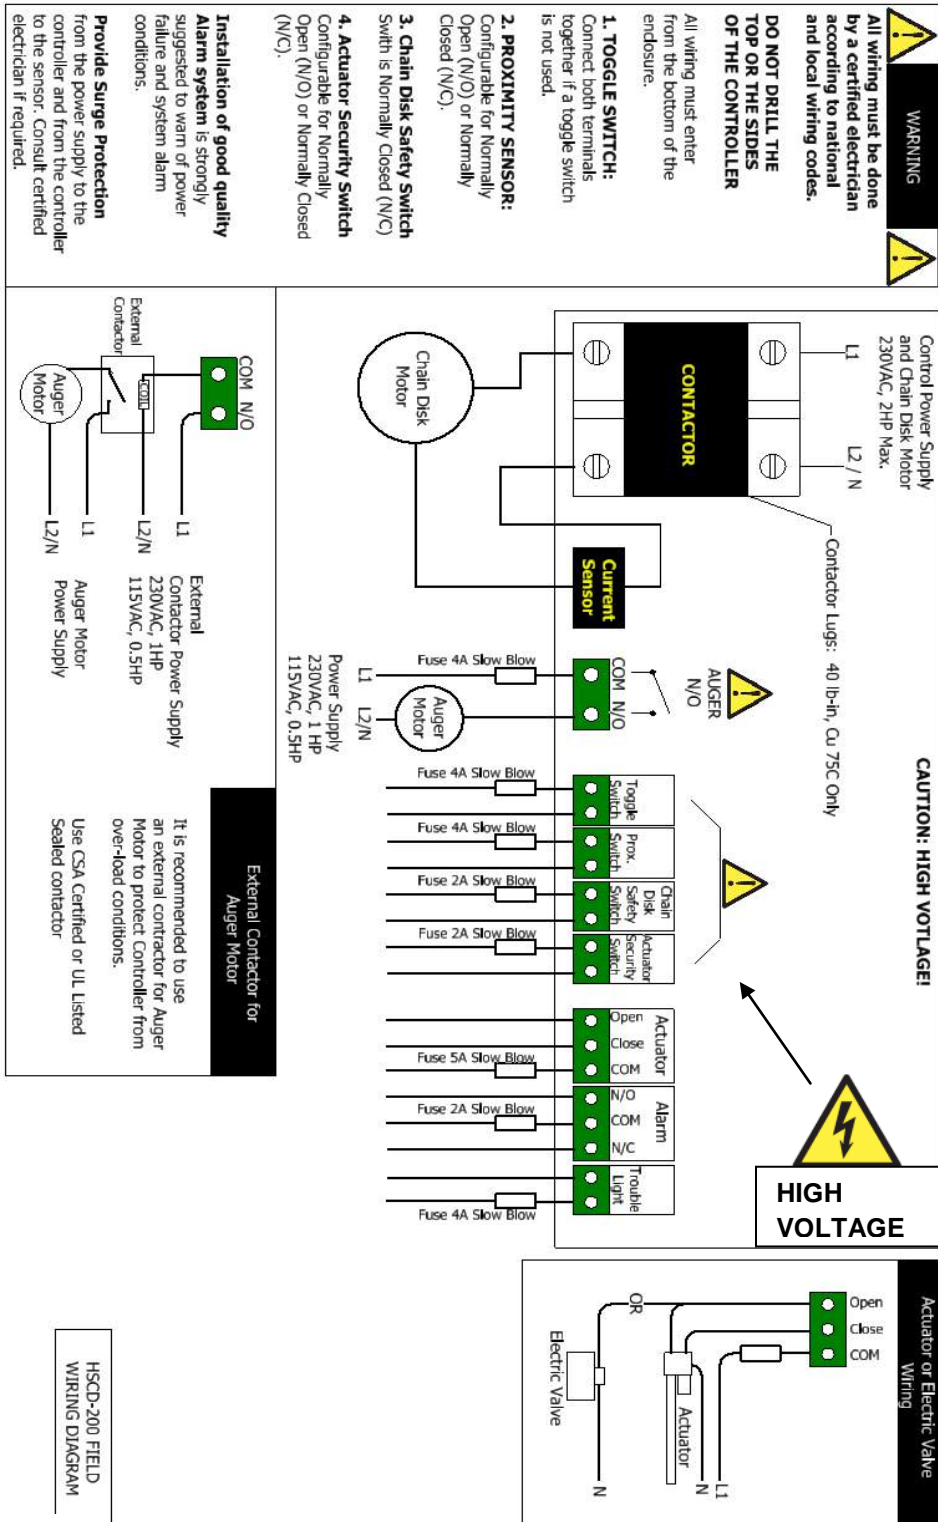 WARNING
All wiring must be done
by a certified electrician
according to national
and local wiring codes.
DO NOT DRILL THE
TOP OR THE SIDES
OF THE CONTROLLER
All wiring must enter
from the bottom of the
enclosure.
1. TOGGLE SWITCH:
Connect both terminals
together if a toggle switch
is not used.
2. PROXIMITY SENSOR:
Configurable for Normally
Open (N/O) or Normally
Closed (N/C).
3. Chain Disk Safety Switch
Swith is Normally Closed (N/C)
4. Actuator Security Switch
Configurable for Normally
Open (N/O) or Normally Closed
(N/C).
Installation of good quality
Alarm system is strongly
suggested to warn of power
failure and system alarm
conditions.
Provide Surge Protection
from the power supply to the
controller and from the controller
to the sensor. Consult certified
electrician if required.
Control Power Supply
and Chain Disk Motor
230VAC, 2HP Max.
CAUTION: HIGH VOTLAGE!
L1
L2 / N
Contactor Lugs: 40 lb-in, Cu 75C Only
CONTACTOR
Chain Disk
Motor
Current
Sensor
AUGER
N/O
COM N/O
Fuse 4A Slow Blow
Auger
Motor
L1
L2/N
Power Supply
230VAC, 1 HP
115VAC, 0.5HP
Toggle
Switch
Fuse 4A Slow Blow
Prox.
Switch
Fuse 4A Slow Blow
Chain
Disk
Safety
Switch
Fuse 2A Slow Blow
Actuator
Security
Switch
Fuse 2A Slow Blow
Actuator
Open
Close
COM
Fuse 5A Slow Blow
Alarm
N/O
COM
N/C
Fuse 2A Slow Blow
Trouble
Light
Fuse 4A Slow Blow
HIGH
VOLTAGE
COM N/O
External
Contactor
COIL
Auger
Motor
L1
L2/N
L1
L2/N
External
Contactor Power Supply
230VAC, 1HP
115VAC, 0.5HP
Auger Motor
Power Supply
External Contactor for
Auger Motor
It is recommended to use
an external contractor for Auger
Motor to protect Controller from
over-load conditions.
Use CSA Certified or UL Listed
Sealed contactor
Actuator or Electric Valve
Wiring
Open
Close
COM
OR
Actuator
L1
N
Electric Valve
N
HSCD-200 FIELD
WIRING DIAGRAM